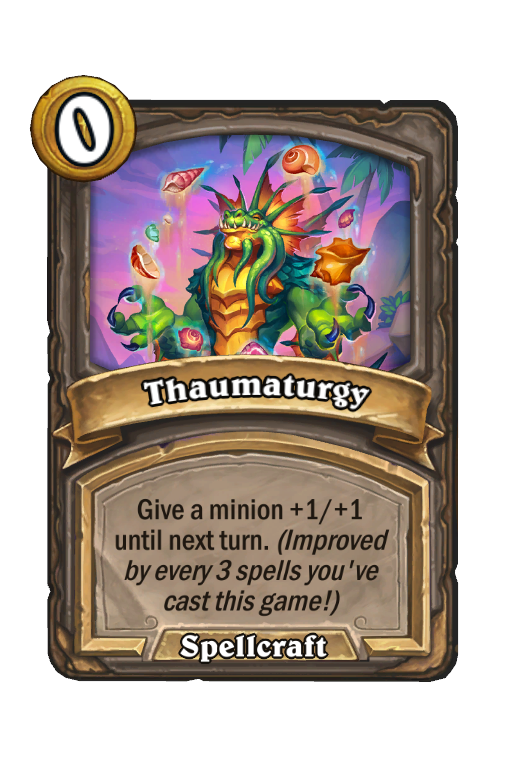 0
Thaumaturgy
Give a minion +1/+1
until next turn. (Improved
by every 3 spells you've
cast this game!)
Spellcraft